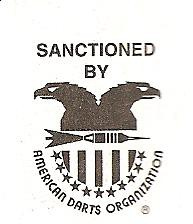 SANCTIONED
BY
AMERICAN DARTS ORGANIZATION
®